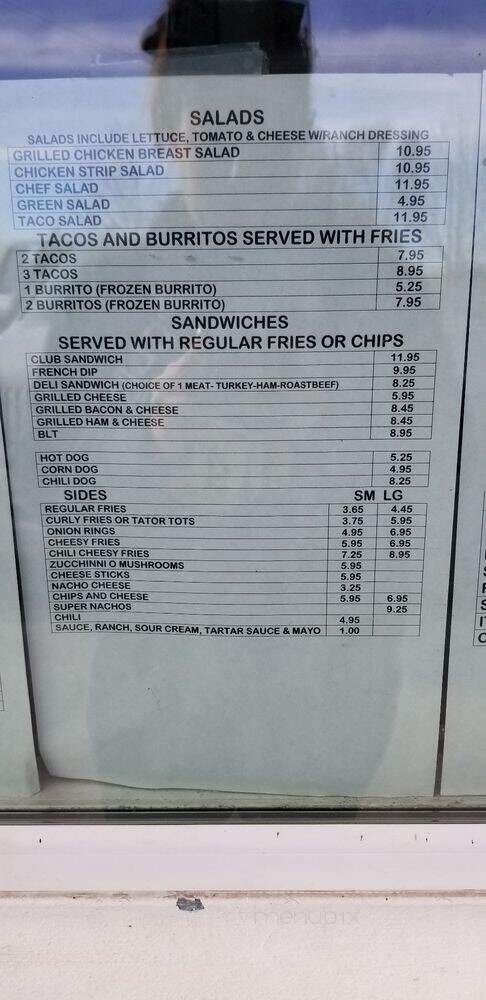 SALADS
SALADS INCLUDE LETTUCE, TOMATO & CHEESE W/RANCH DRESSING
GRILLED CHICKEN BREAST SALAD 10.95
CHICKEN STRIP SALAD 10.95
CHEF SALAD 11.95
GREEN SALAD 4.95
TACO SALAD 11.95
TACOS AND BURRITOS SERVED WITH FRIES
2 TACOS 7.95
3 TACOS 8.95
1 BURRITO (FROZEN BURRITO) 5.25
2 BURRITOS (FROZEN BURRITO) 7.95
SANDWICHES
SERVED WITH REGULAR FRIES OR CHIPS
CLUB SANDWICH 11.95
FRENCH DIP 9.95
DELI SANDWICH (CHOICE OF 1 MEAT- TURKEY-HAM-ROASTBEEF) 8.25
GRILLED CHEESE 5.95
GRILLED BACON & CHEESE 8.45
GRILLED HAM & CHEESE 8.45
BLT 8.95
HOT DOG 5.25
CORN DOG 4.95
CHILI DOG 8.25
SIDES SM LG
REGULAR FRIES 3.65 4.45
CURLY FRIES OR TATOR TOTS 3.75 5.95
ONION RINGS 4.95 6.95
CHEESY FRIES 5.95 6.95
CHILI CHEESY FRIES 7.25 8.95
ZUCCHINNI O MUSHROOMS 5.95
CHEESE STICKS 5.95
NACHO CHEESE 3.25
CHIPS AND CHEESE 5.95 6.95
SUPER NACHOS 9.25
CHILI 4.95
SAUCE, RANCH, SOUR CREAM, TARTAR SAUCE & MAYO 1.00
menupix